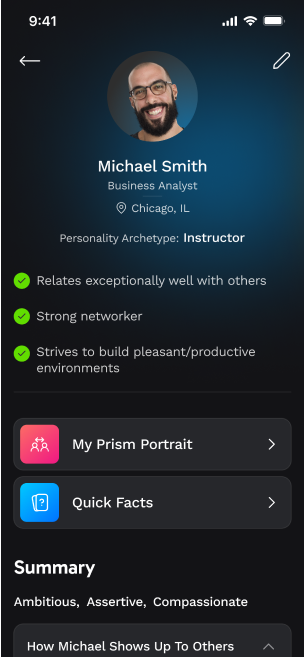 9:41
Michael Smith
Business Analyst
Chicago, IL
Personality Archetype: Instructor
Relates exceptionally well with others
Strong networker
Strives to build pleasant/productive
environments
My Prism Portrait
Quick Facts
Summary
Ambitious, Assertive, Compassionate
How Michael Shows Up To Others